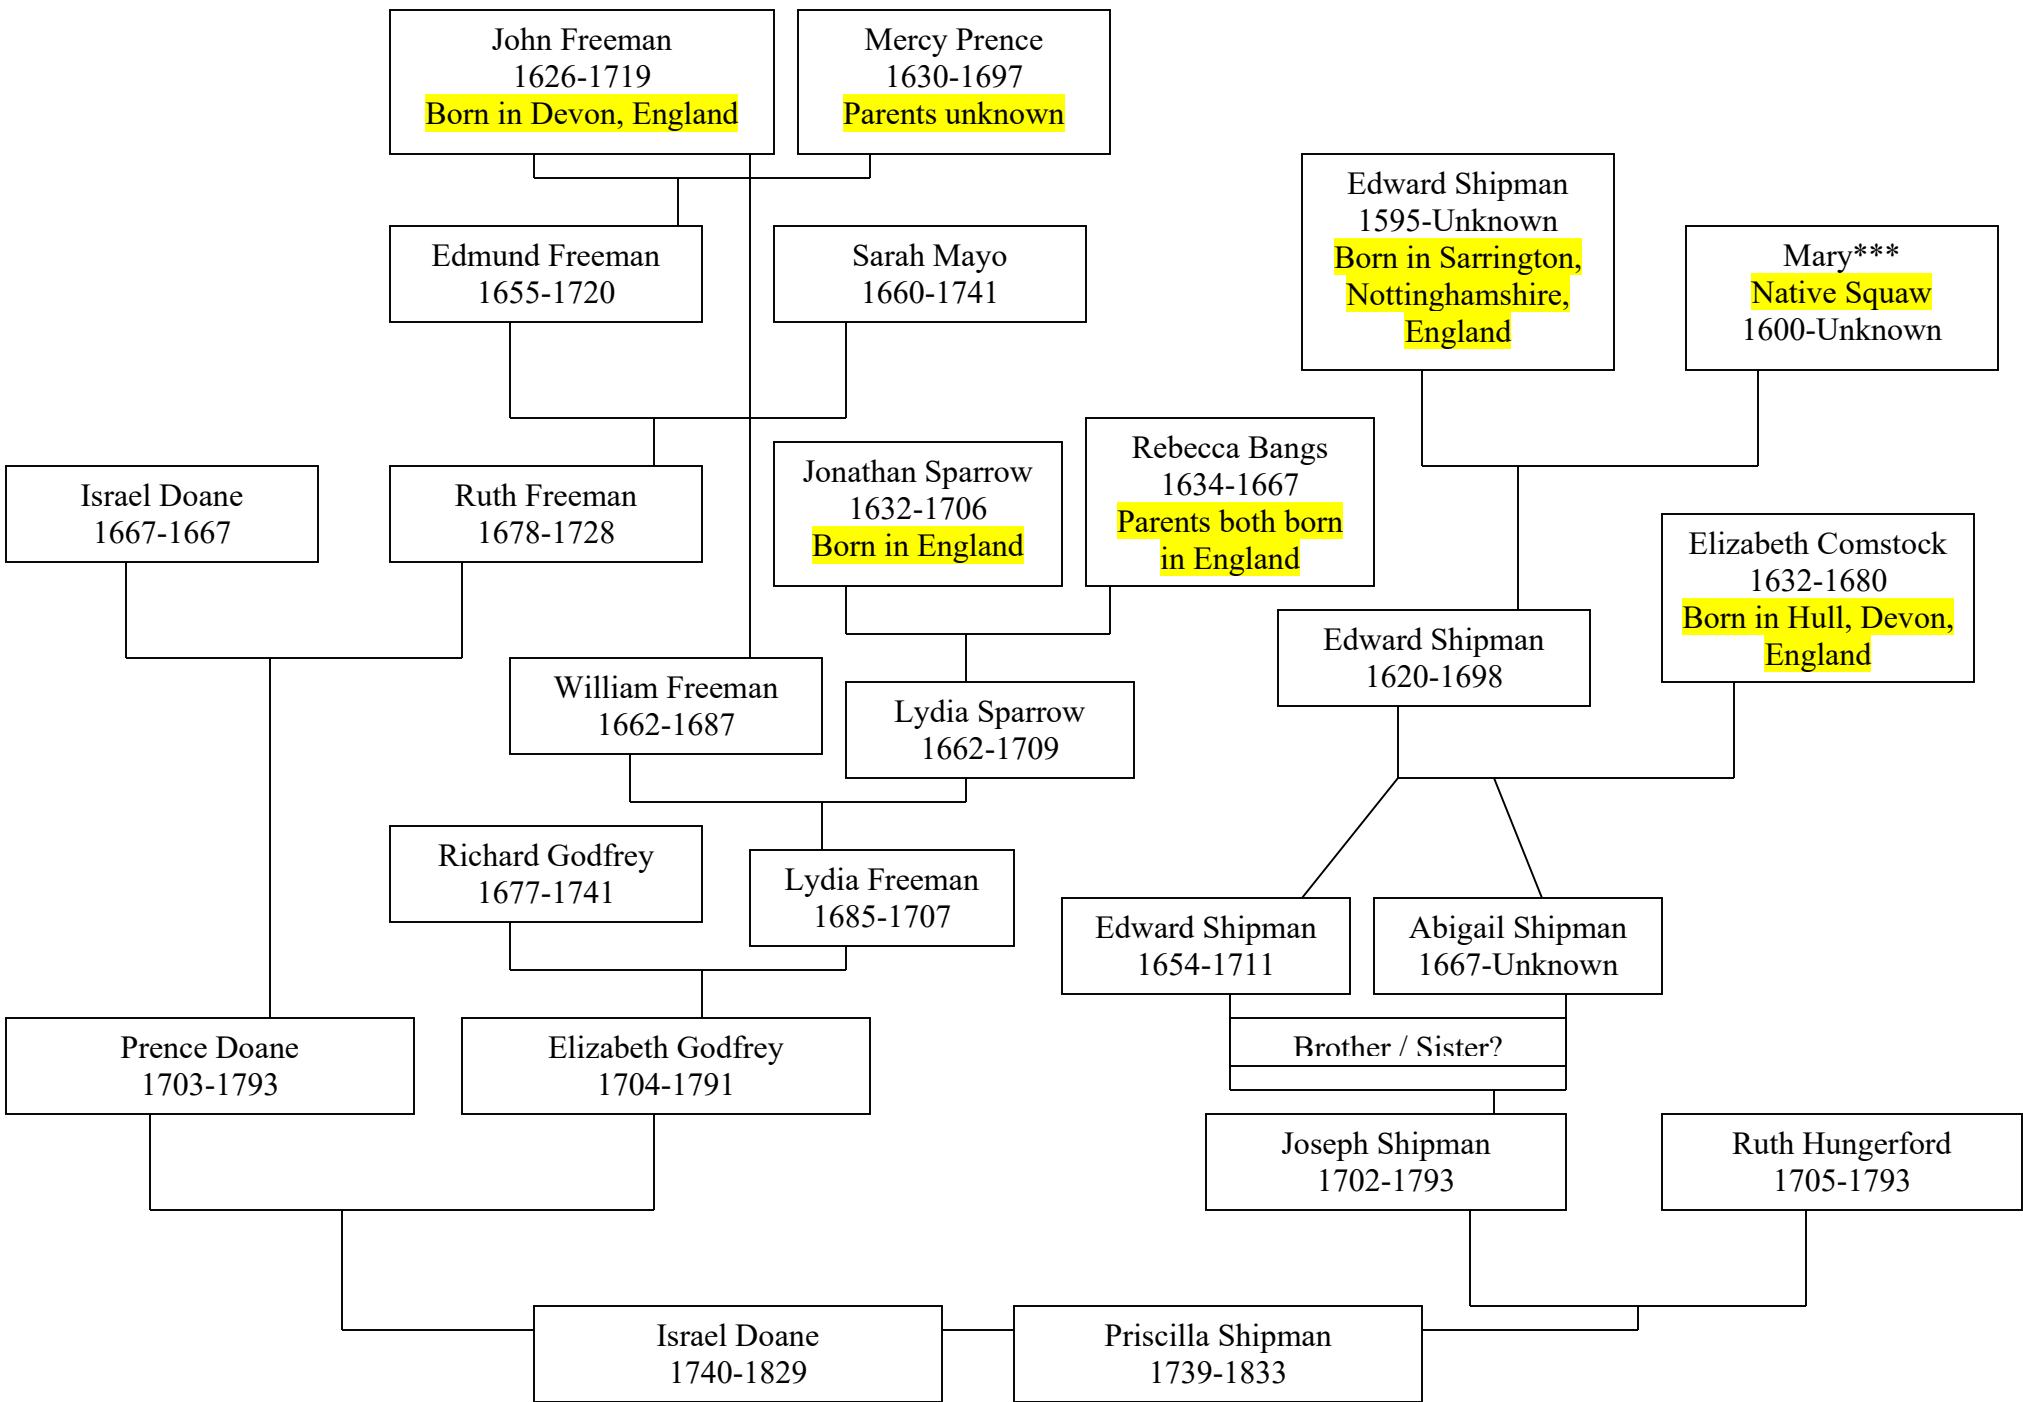 John Freeman
1626-1719
Born in Devon, England
Mercy Prence
1630-1697
Parents unknown
Edward Shipman
1595-Unknown
Born in Sarrington,
Nottinghamshire,
England
Mary***
Native Squaw
1600-Unknown
Edmund Freeman
1655-1720
Sarah Mayo
1660-1741
Israel Doane
1667-1667
Ruth Freeman
1678-1728
Jonathan Sparrow
1632-1706
Born in England
Rebecca Bangs
1634-1667
Parents both born
in England
Elizabeth Comstock
1632-1680
Born in Hull, Devon,
England
Edward Shipman
1620-1698
William Freeman
1662-1687
Lydia Sparrow
1662-1709
Richard Godfrey
1677-1741
Lydia Freeman
1685-1707
Edward Shipman
1654-1711
Abigail Shipman
1667-Unknown
Brother / Sister?
Prence Doane
1703-1793
Elizabeth Godfrey
1704-1791
Joseph Shipman
1702-1793
Ruth Hungerford
1705-1793
Israel Doane
1740-1829
Priscilla Shipman
1739-1833